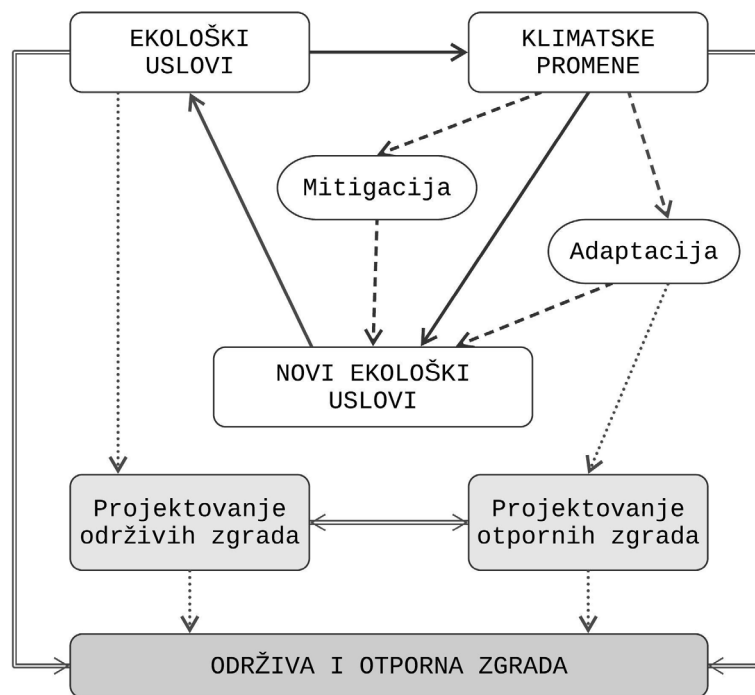 EKOLOŠKI
USLOVI
KLIMATSKE
PROMENE
Mitigacija
Adaptacija
NOVI EKOLOŠKI
USLOVI
Projektovanje
održivih zgrada
Projektovanje
otpornih zgrada
ODRŽIVA I OTPORNA ZGRADA